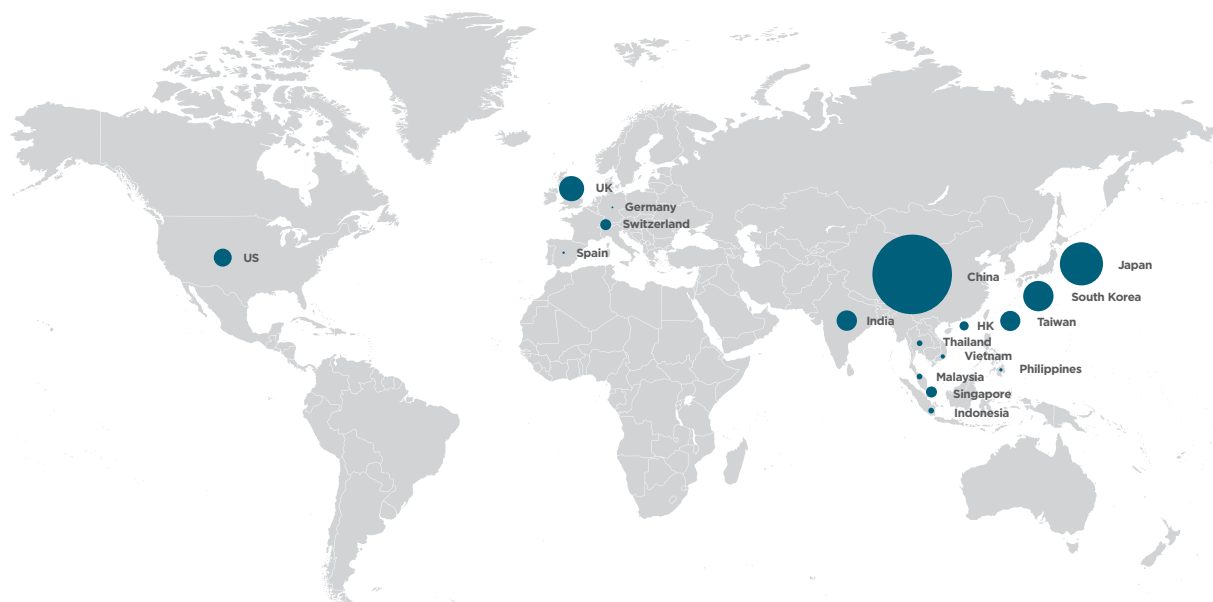 UK
Germany
Switzerland
US
Spain
China
Japan
South Korea
India
Taiwan
HK
Thailand
Vietnam
Philippines
Malaysia
Singapore
Indonesia